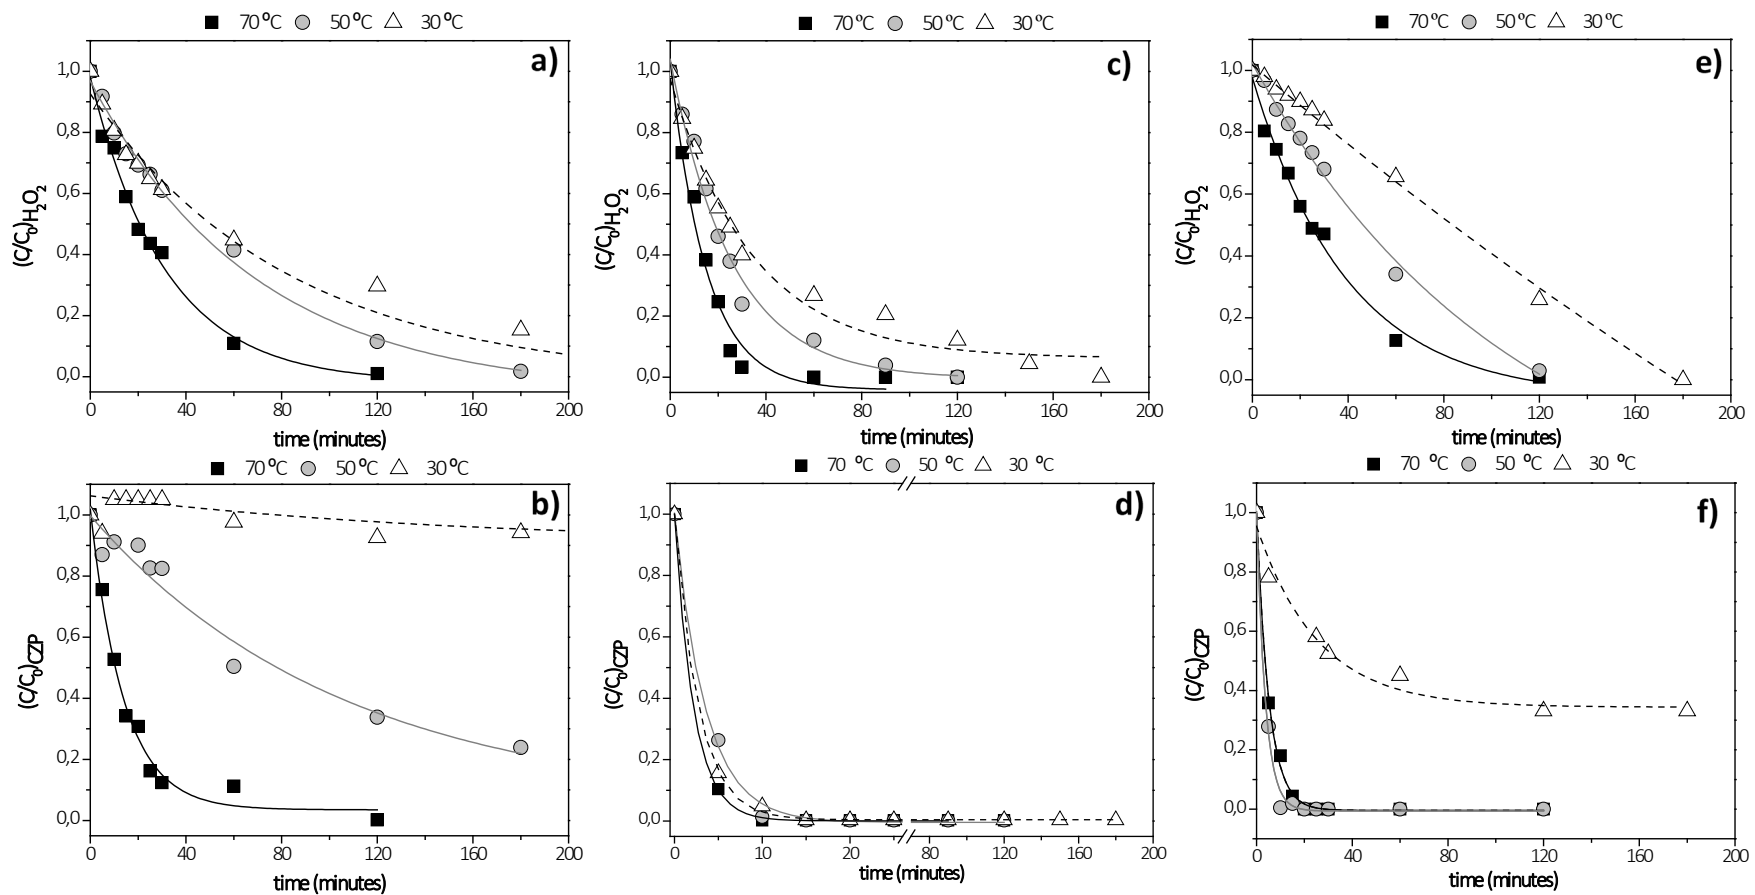 70 ºC 50 ºC 30 ºC
a)
1,0
0,8
0,6
0,4
0,2
0,0
(C/C₀)H₂O₂
0 40 80 120 160 200
time (minutes)
70 ºC 50 ºC 30 ºC
c)
1,0
0,8
0,6
0,4
0,2
0,0
(C/C₀)H₂O₂
0 40 80 120 160 200
time (minutes)
70 ºC 50 ºC 30 ºC
e)
1,0
0,8
0,6
0,4
0,2
0,0
(C/C₀)H₂O₂
0 40 80 120 160 200
time (minutes)
70 ºC 50 ºC 30 ºC
b)
1,0
0,8
0,6
0,4
0,2
0,0
(C/C₀)CZP
0 40 80 120 160 200
time (minutes)
70 ºC 50 ºC 30 ºC
d)
1,0
0,8
0,6
0,4
0,2
0,0
(C/C₀)CZP
0 10 20 80 120 160 200
time (minutes)
70 ºC 50 ºC 30 ºC
f)
1,0
0,8
0,6
0,4
0,2
0,0
(C/C₀)CZP
0 40 80 120 160 200
time (minutes)